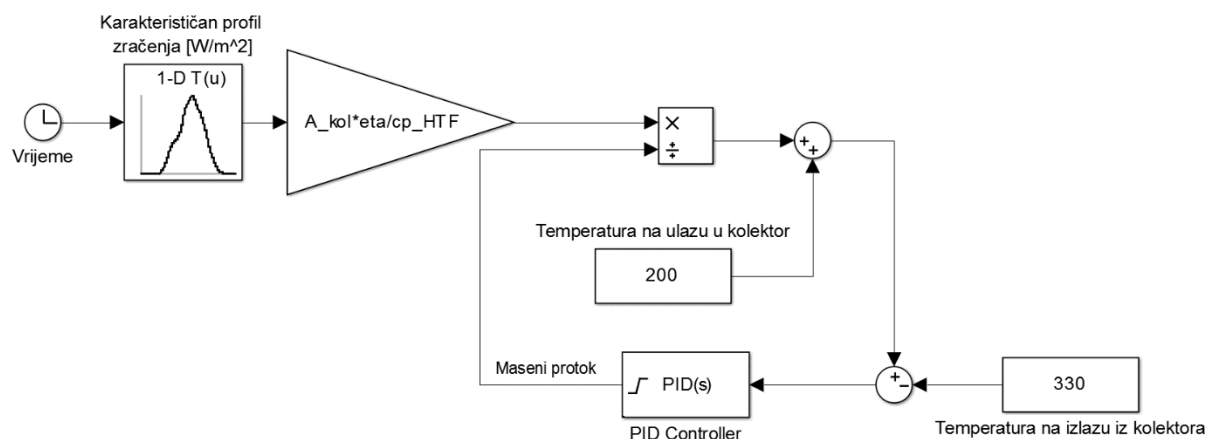 Karakterističan profil
zračenja [W/m^2]
1-D T(u)
Vrijeme
A_kol*eta/cp_HTF
×
÷
+
+
Temperatura na ulazu u kolektor
200
Maseni protok
PID(s)
PID Controller
+
−
330
Temperatura na izlazu iz kolektora